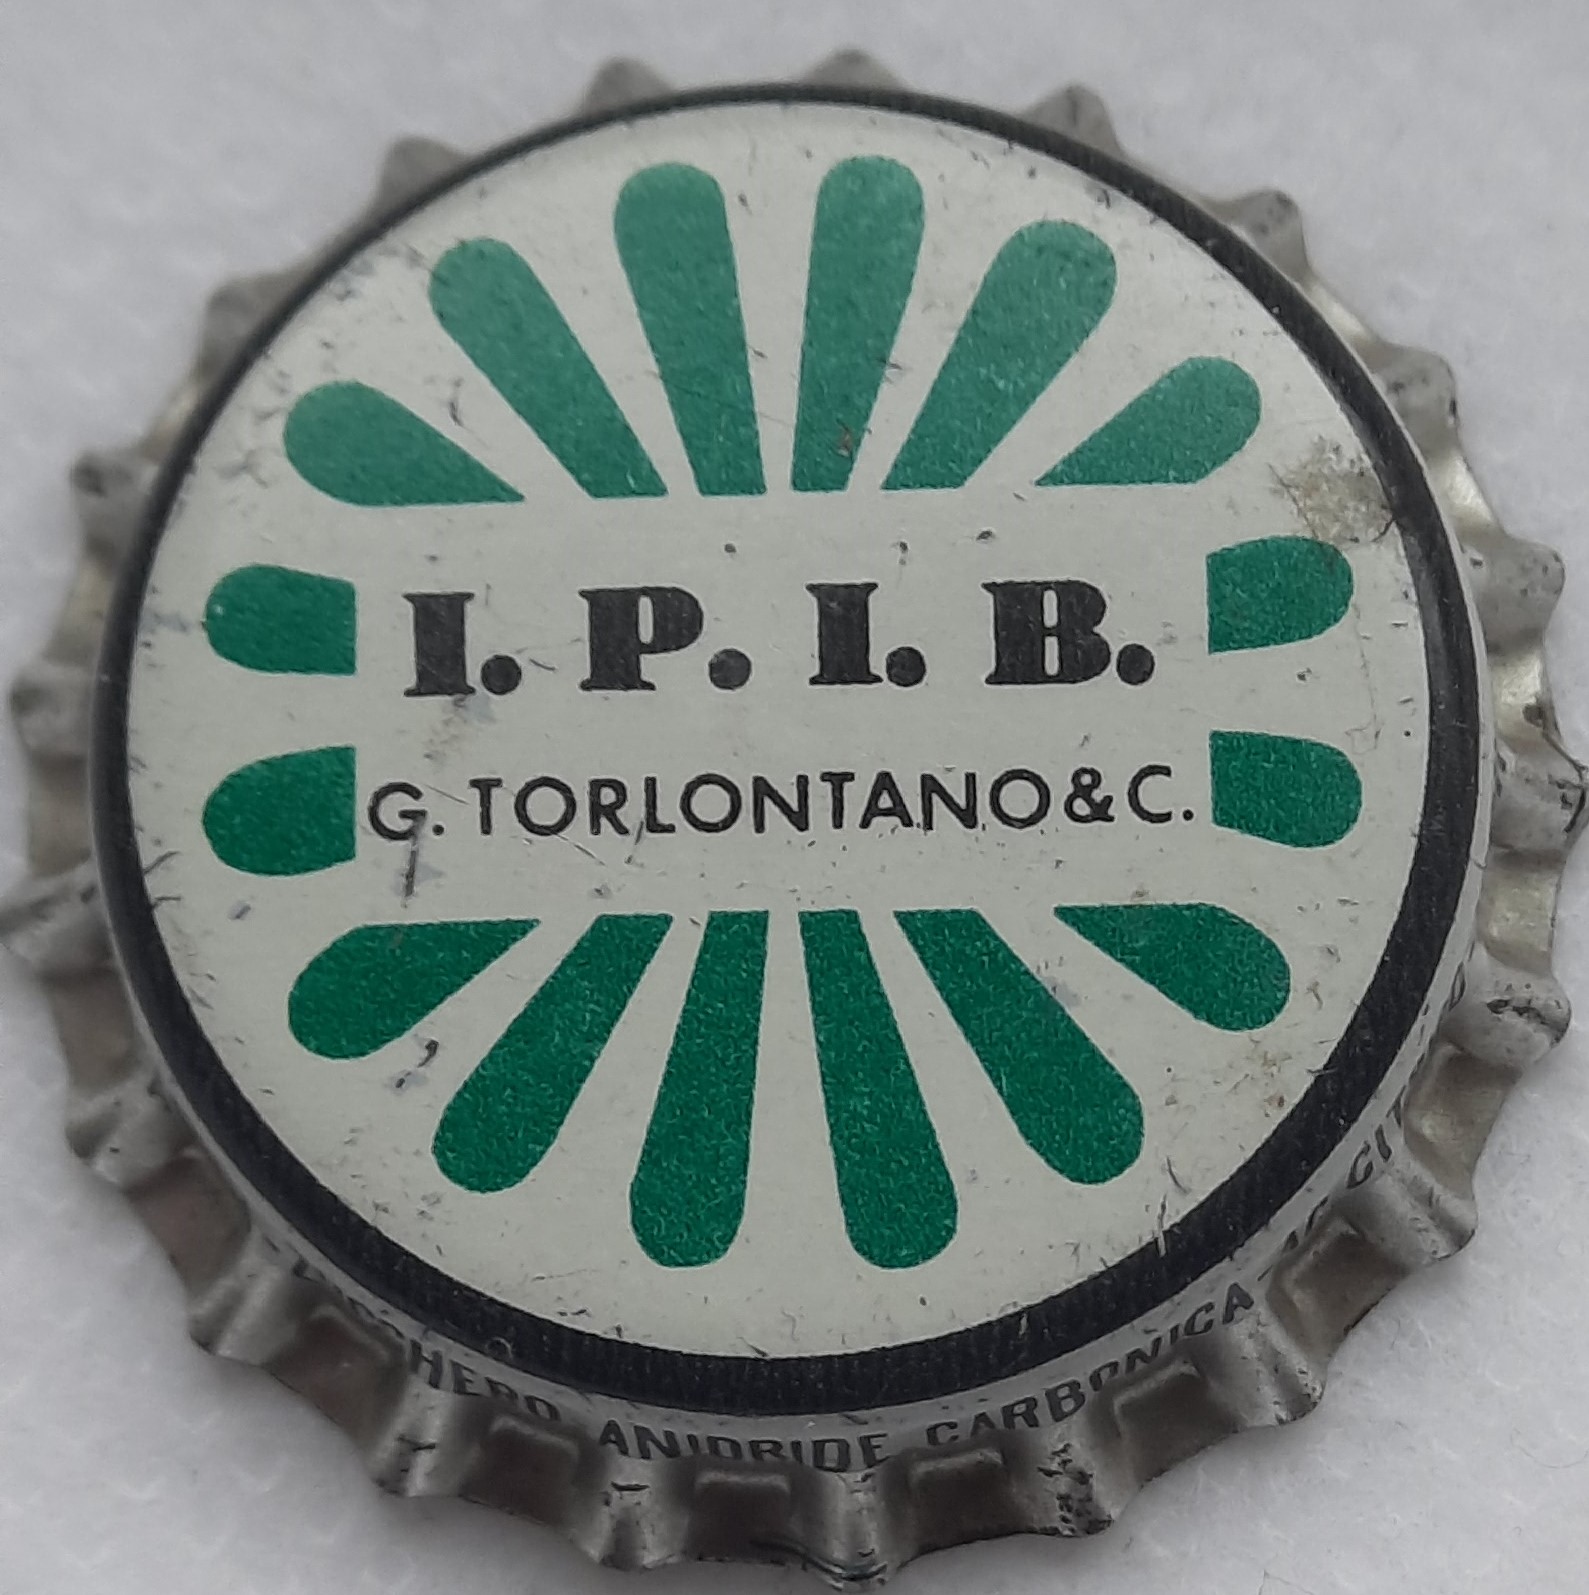 I. P. I. B.
G. TORLONTANO & C.
ANIDRIDE CARBONICA